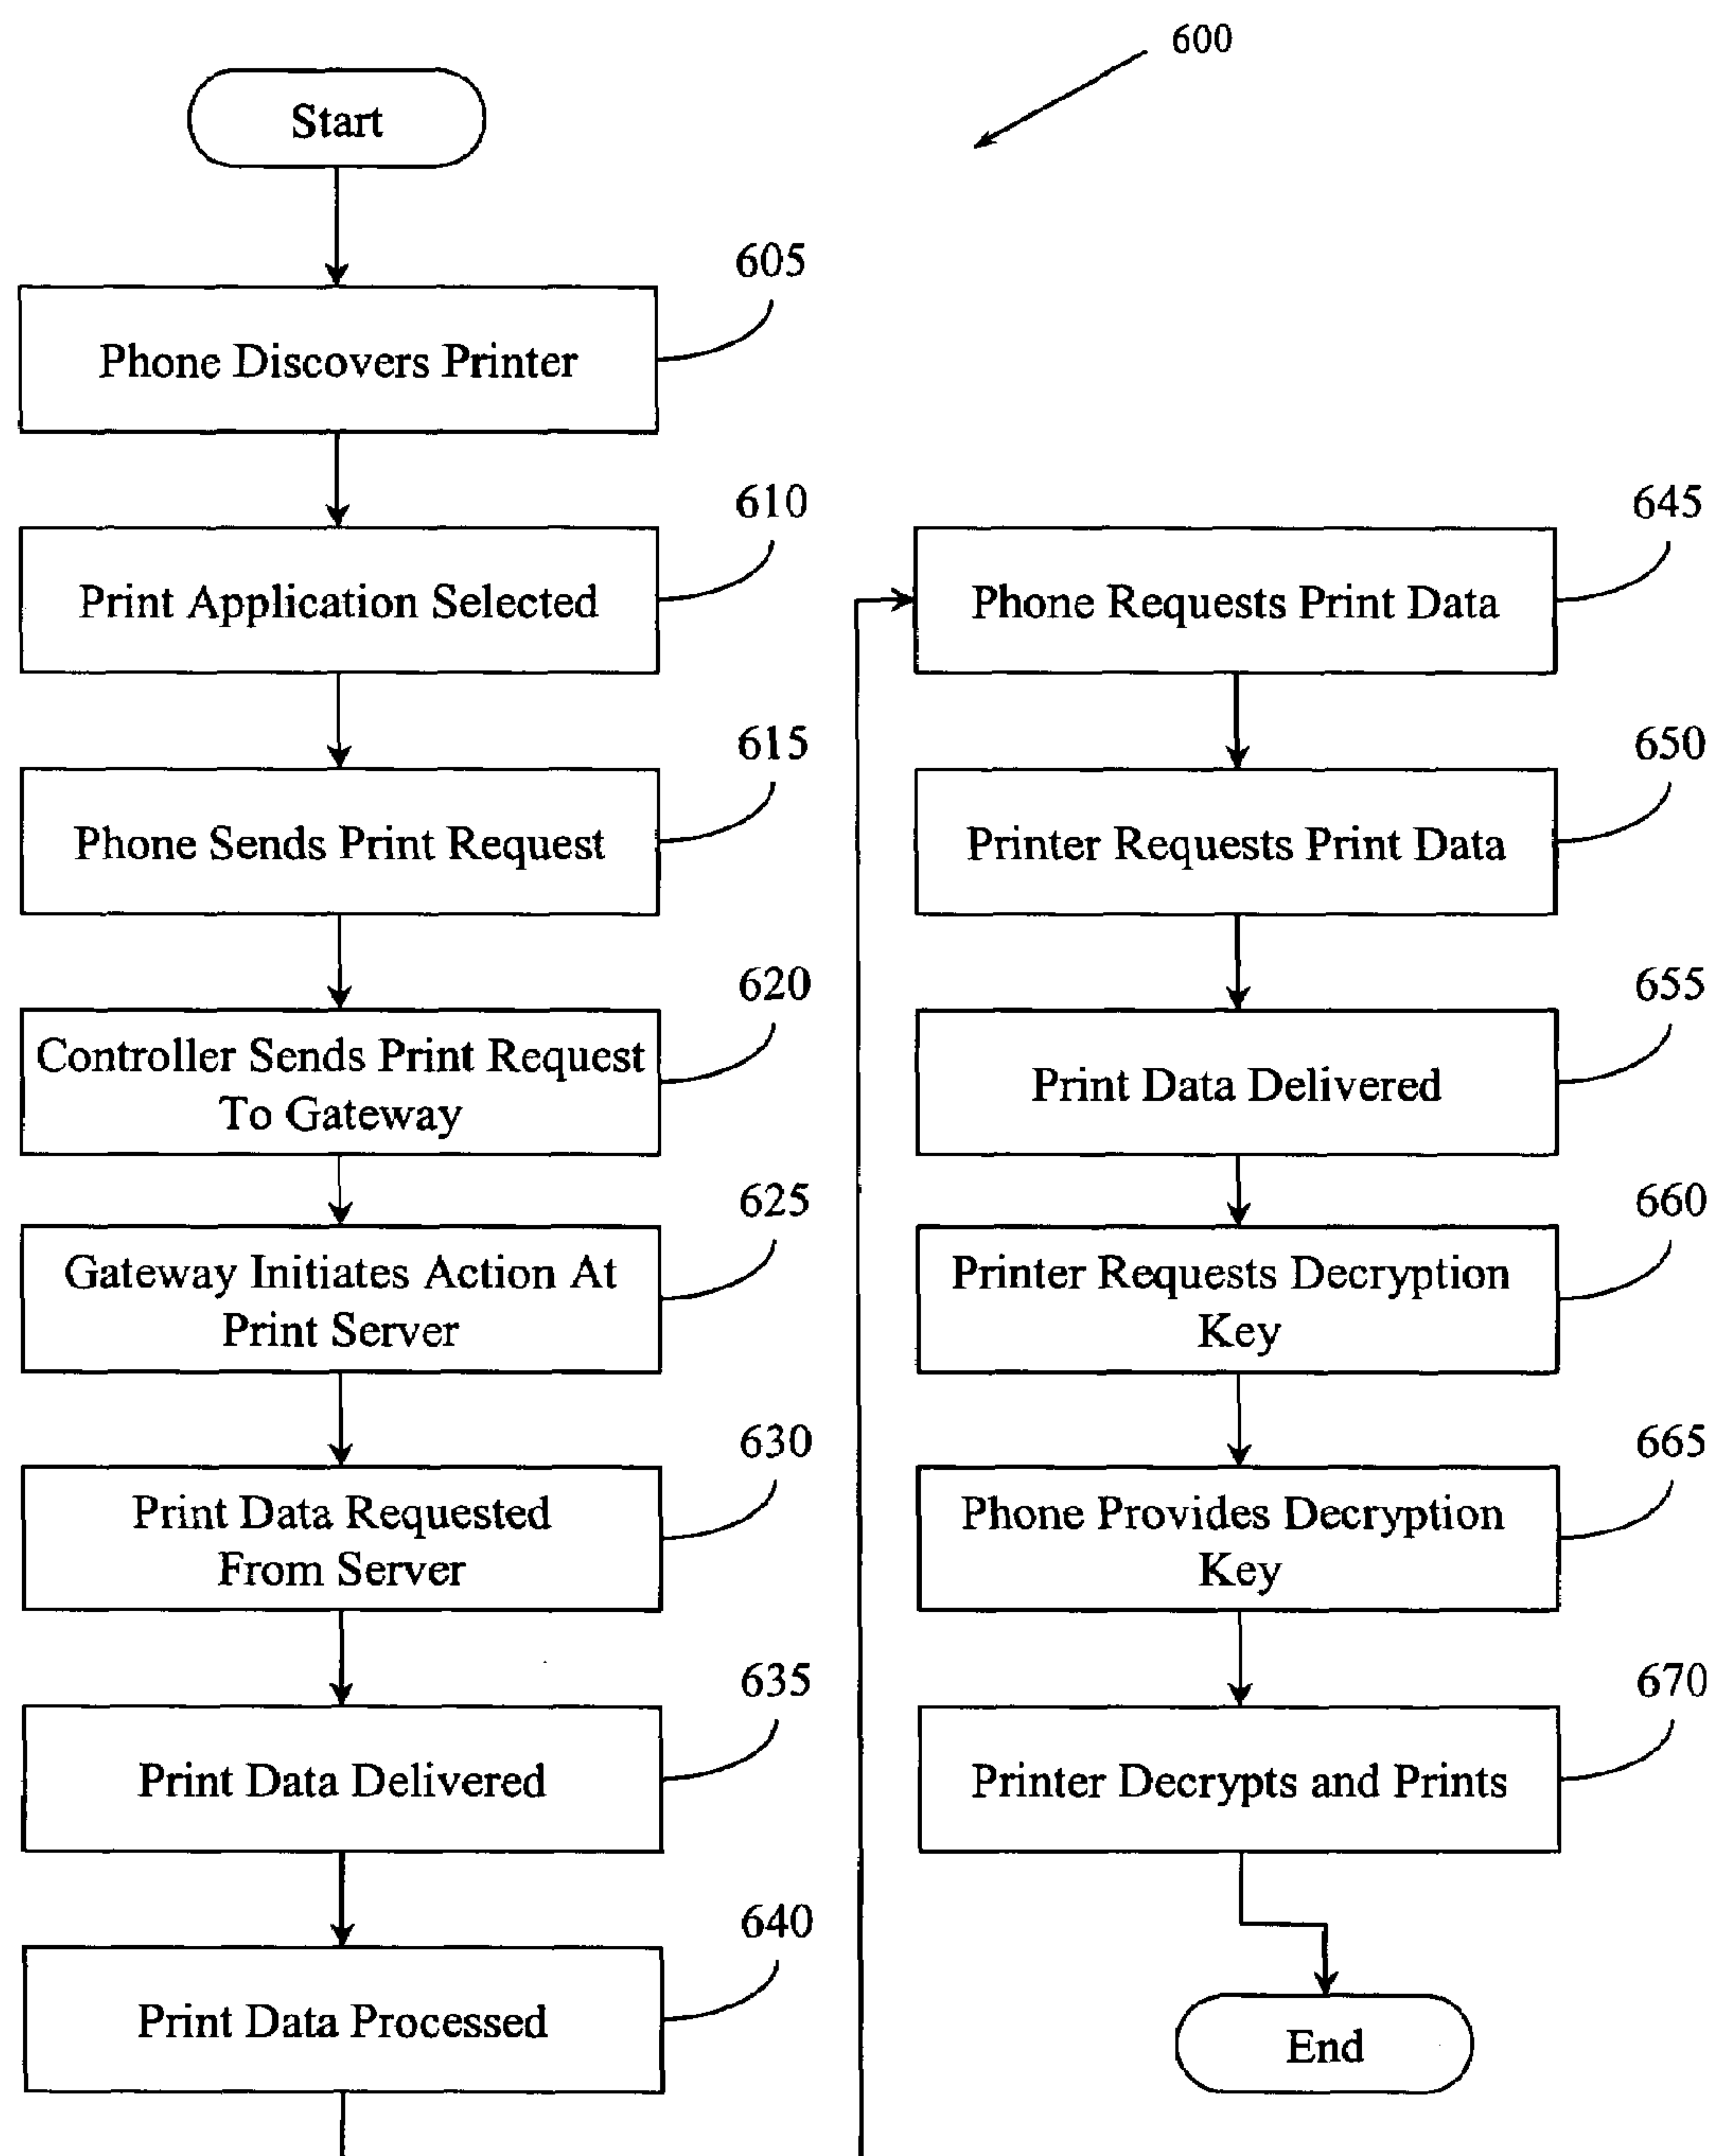 600
Start
605
Phone Discovers Printer
610
Print Application Selected
615
Phone Sends Print Request
620
Controller Sends Print Request
To Gateway
625
Gateway Initiates Action At
Print Server
630
Print Data Requested
From Server
635
Print Data Delivered
640
Print Data Processed
645
Phone Requests Print Data
650
Printer Requests Print Data
655
Print Data Delivered
660
Printer Requests Decryption
Key
665
Phone Provides Decryption
Key
670
Printer Decrypts and Prints
End